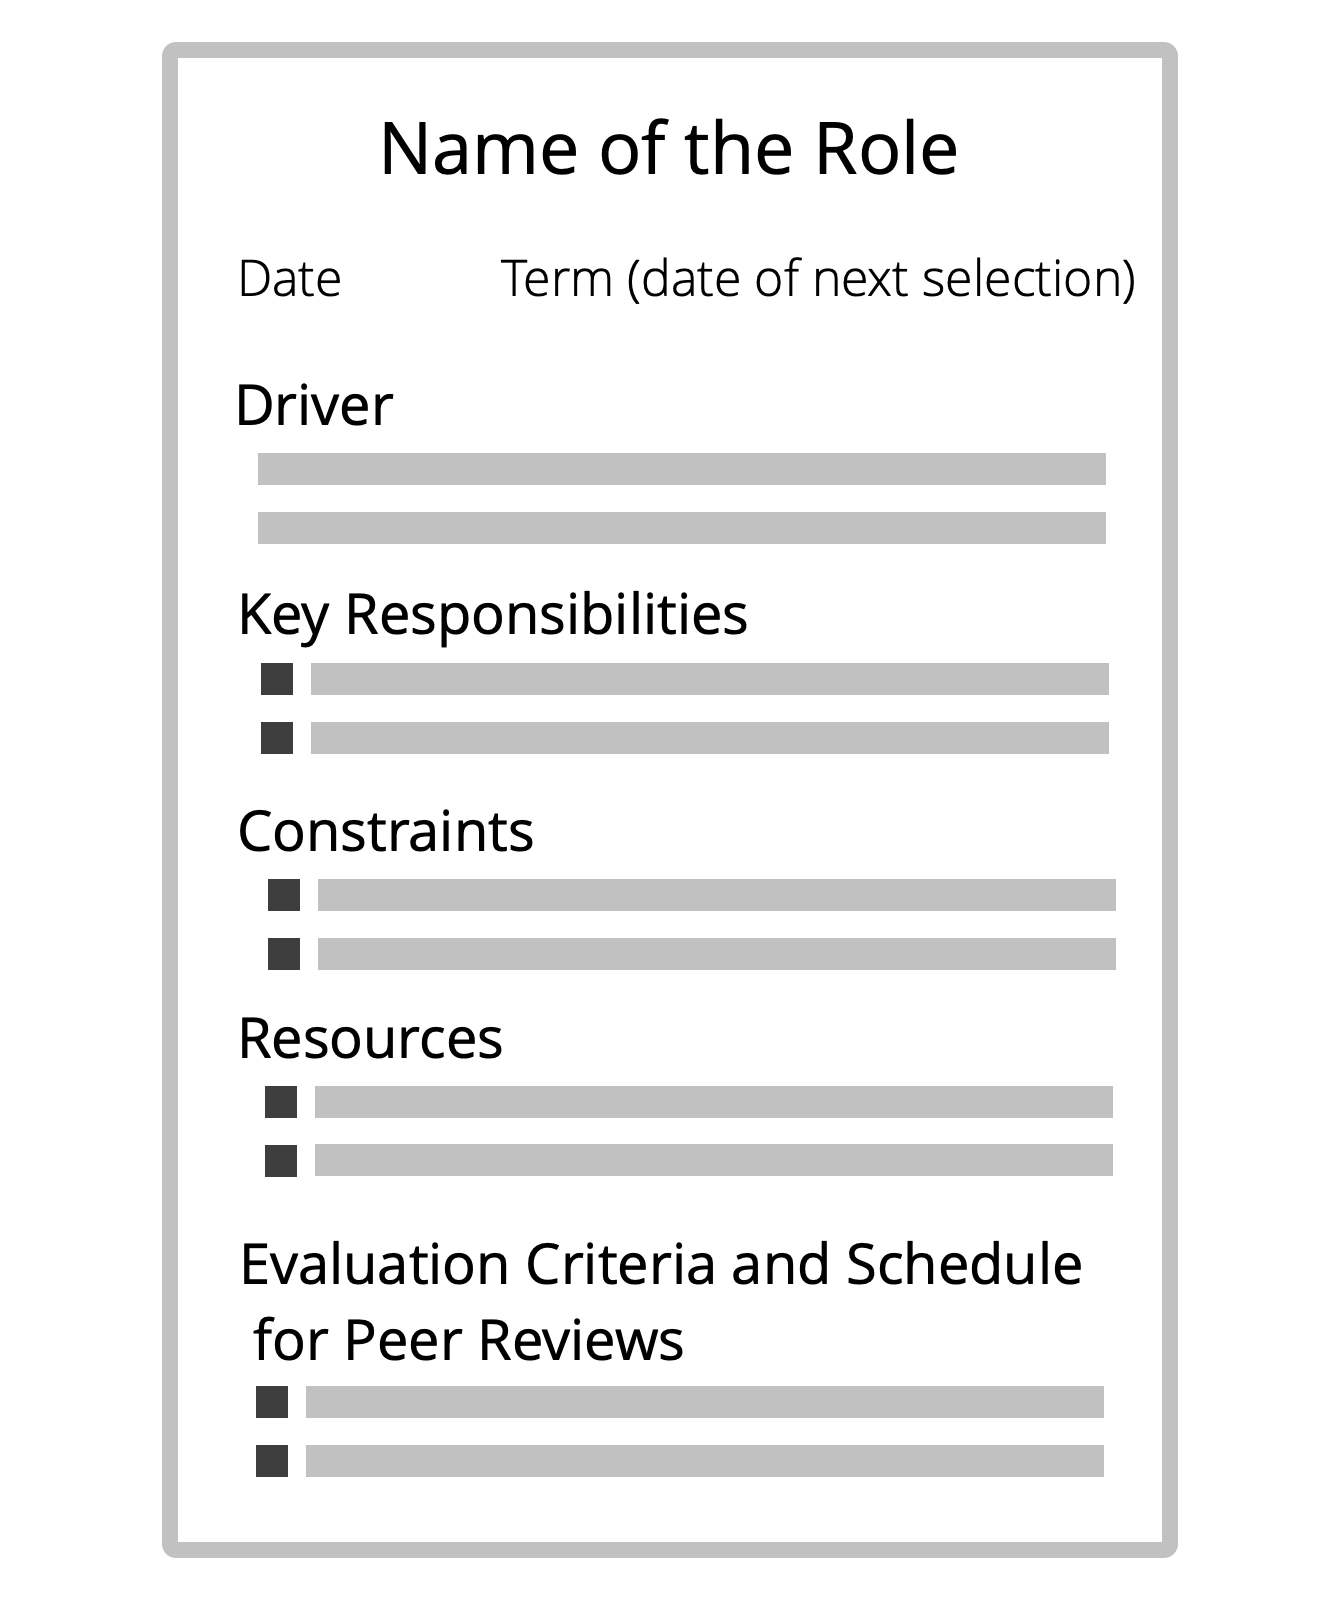 Name of the Role
Date Term (date of next selection)
Driver
Key Responsibilities
Constraints
Resources
Evaluation Criteria and Schedule
for Peer Reviews